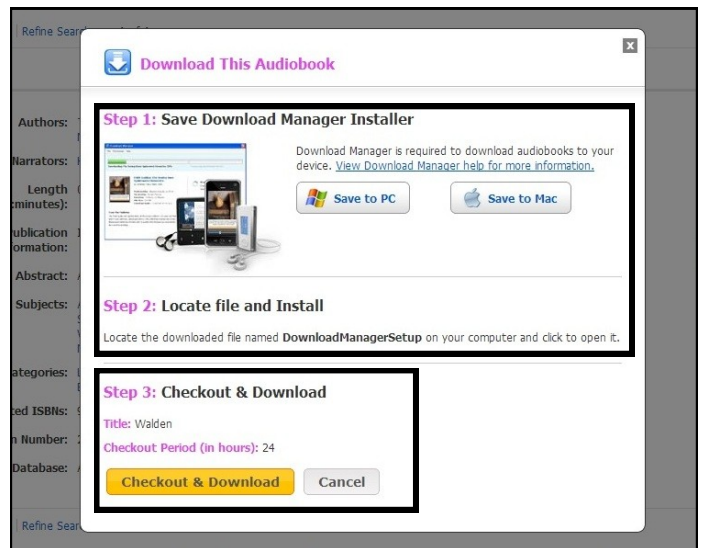 Refine Sear
Download This Audiobook
x
Authors:
Narrators:
Length
:minutes):
ublication
ormation:
Abstract:
Subjects:
ategories:
ed ISBNs:
n Number:
Database:
Step 1: Save Download Manager Installer
Download Manager is required to download audiobooks to your
device. View Download Manager help for more information.
Save to PC
Save to Mac
Step 2: Locate file and Install
Locate the downloaded file named DownloadManagerSetup on your computer and click to open it.
Step 3: Checkout & Download
Title: Walden
Checkout Period (in hours): 24
Checkout & Download
Cancel
Refine Sear